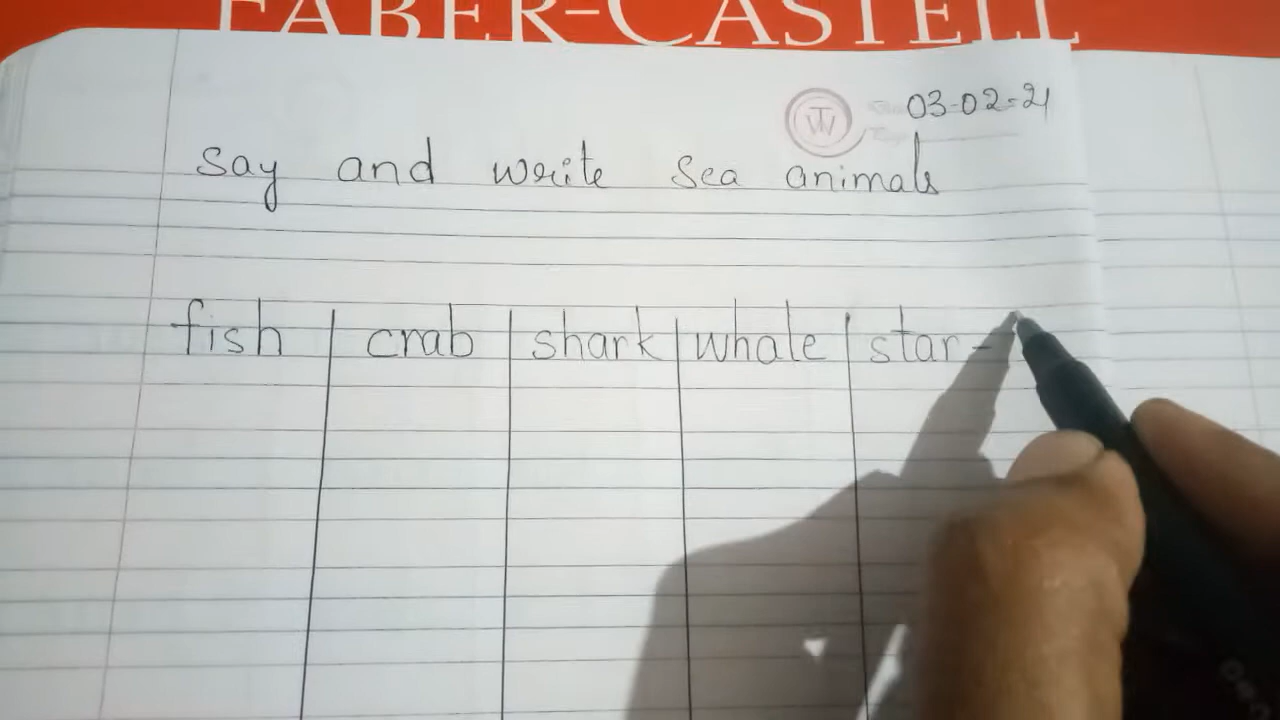 FABER-CASTELL
03-02-21
say and write sea animals
fish crab shark whale star-